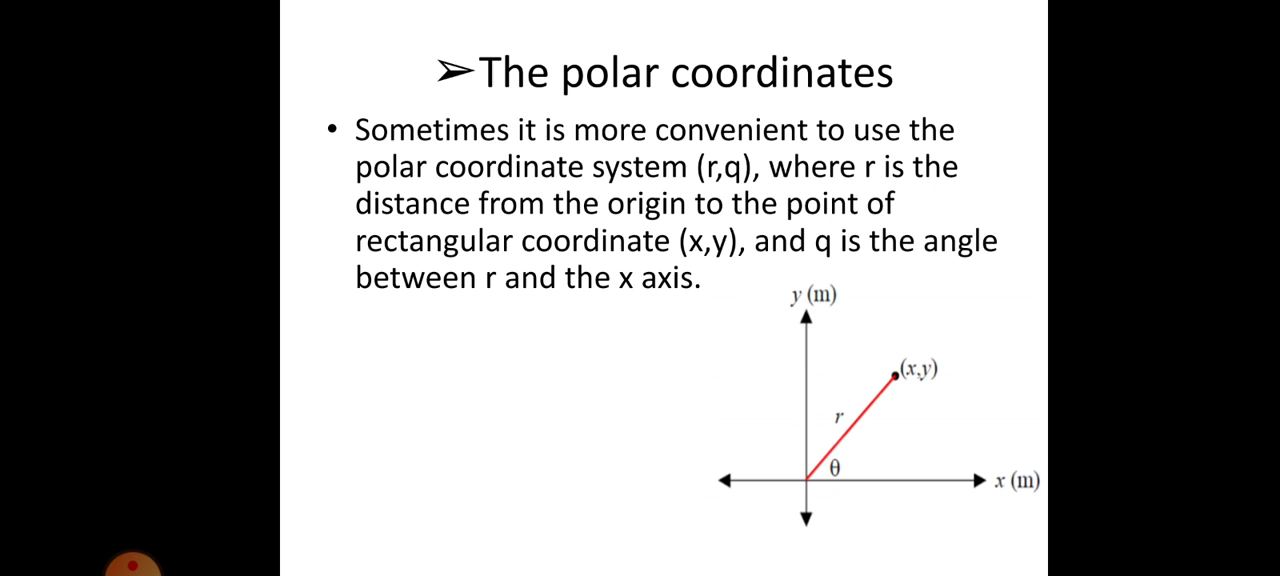 ➢The polar coordinates
• Sometimes it is more convenient to use the
polar coordinate system (r,q), where r is the
distance from the origin to the point of
rectangular coordinate (x,y), and q is the angle
between r and the x axis.
y (m)
(x,y)
r
θ
x (m)